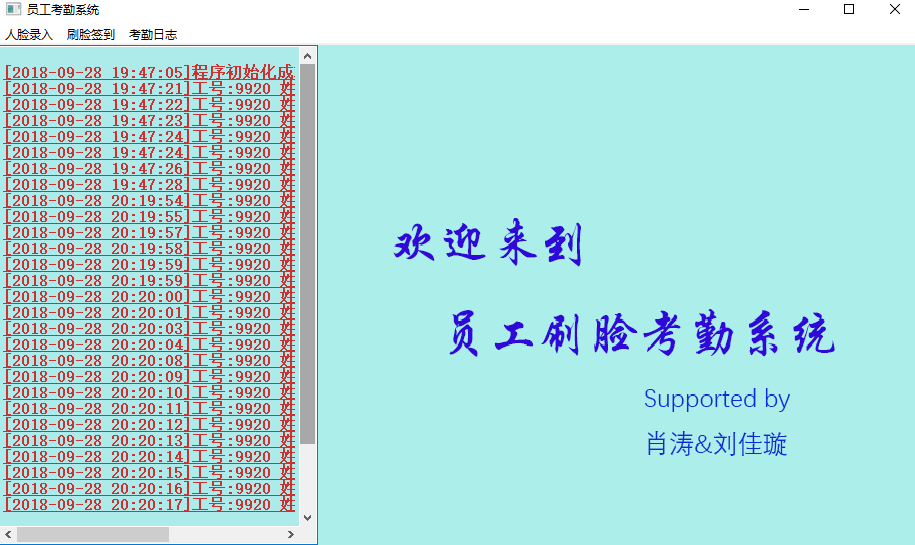 员工考勤系统
人脸录入 刷脸签到 考勤日志
[2018-09-28 19:47:05]程序初始化成
[2018-09-28 19:47:21]工号:9920 姓
[2018-09-28 19:47:22]工号:9920 姓
[2018-09-28 19:47:23]工号:9920 姓
[2018-09-28 19:47:24]工号:9920 姓
[2018-09-28 19:47:24]工号:9920 姓
[2018-09-28 19:47:26]工号:9920 姓
[2018-09-28 19:47:28]工号:9920 姓
[2018-09-28 20:19:54]工号:9920 姓
[2018-09-28 20:19:55]工号:9920 姓
[2018-09-28 20:19:57]工号:9920 姓
[2018-09-28 20:19:58]工号:9920 姓
[2018-09-28 20:19:59]工号:9920 姓
[2018-09-28 20:19:59]工号:9920 姓
[2018-09-28 20:20:00]工号:9920 姓
[2018-09-28 20:20:01]工号:9920 姓
[2018-09-28 20:20:03]工号:9920 姓
[2018-09-28 20:20:04]工号:9920 姓
[2018-09-28 20:20:08]工号:9920 姓
[2018-09-28 20:20:09]工号:9920 姓
[2018-09-28 20:20:10]工号:9920 姓
[2018-09-28 20:20:11]工号:9920 姓
[2018-09-28 20:20:12]工号:9920 姓
[2018-09-28 20:20:13]工号:9920 姓
[2018-09-28 20:20:14]工号:9920 姓
[2018-09-28 20:20:15]工号:9920 姓
[2018-09-28 20:20:16]工号:9920 姓
[2018-09-28 20:20:17]工号:9920 姓
欢迎来到
员工刷脸考勤系统
Supported by
肖涛&刘佳璇